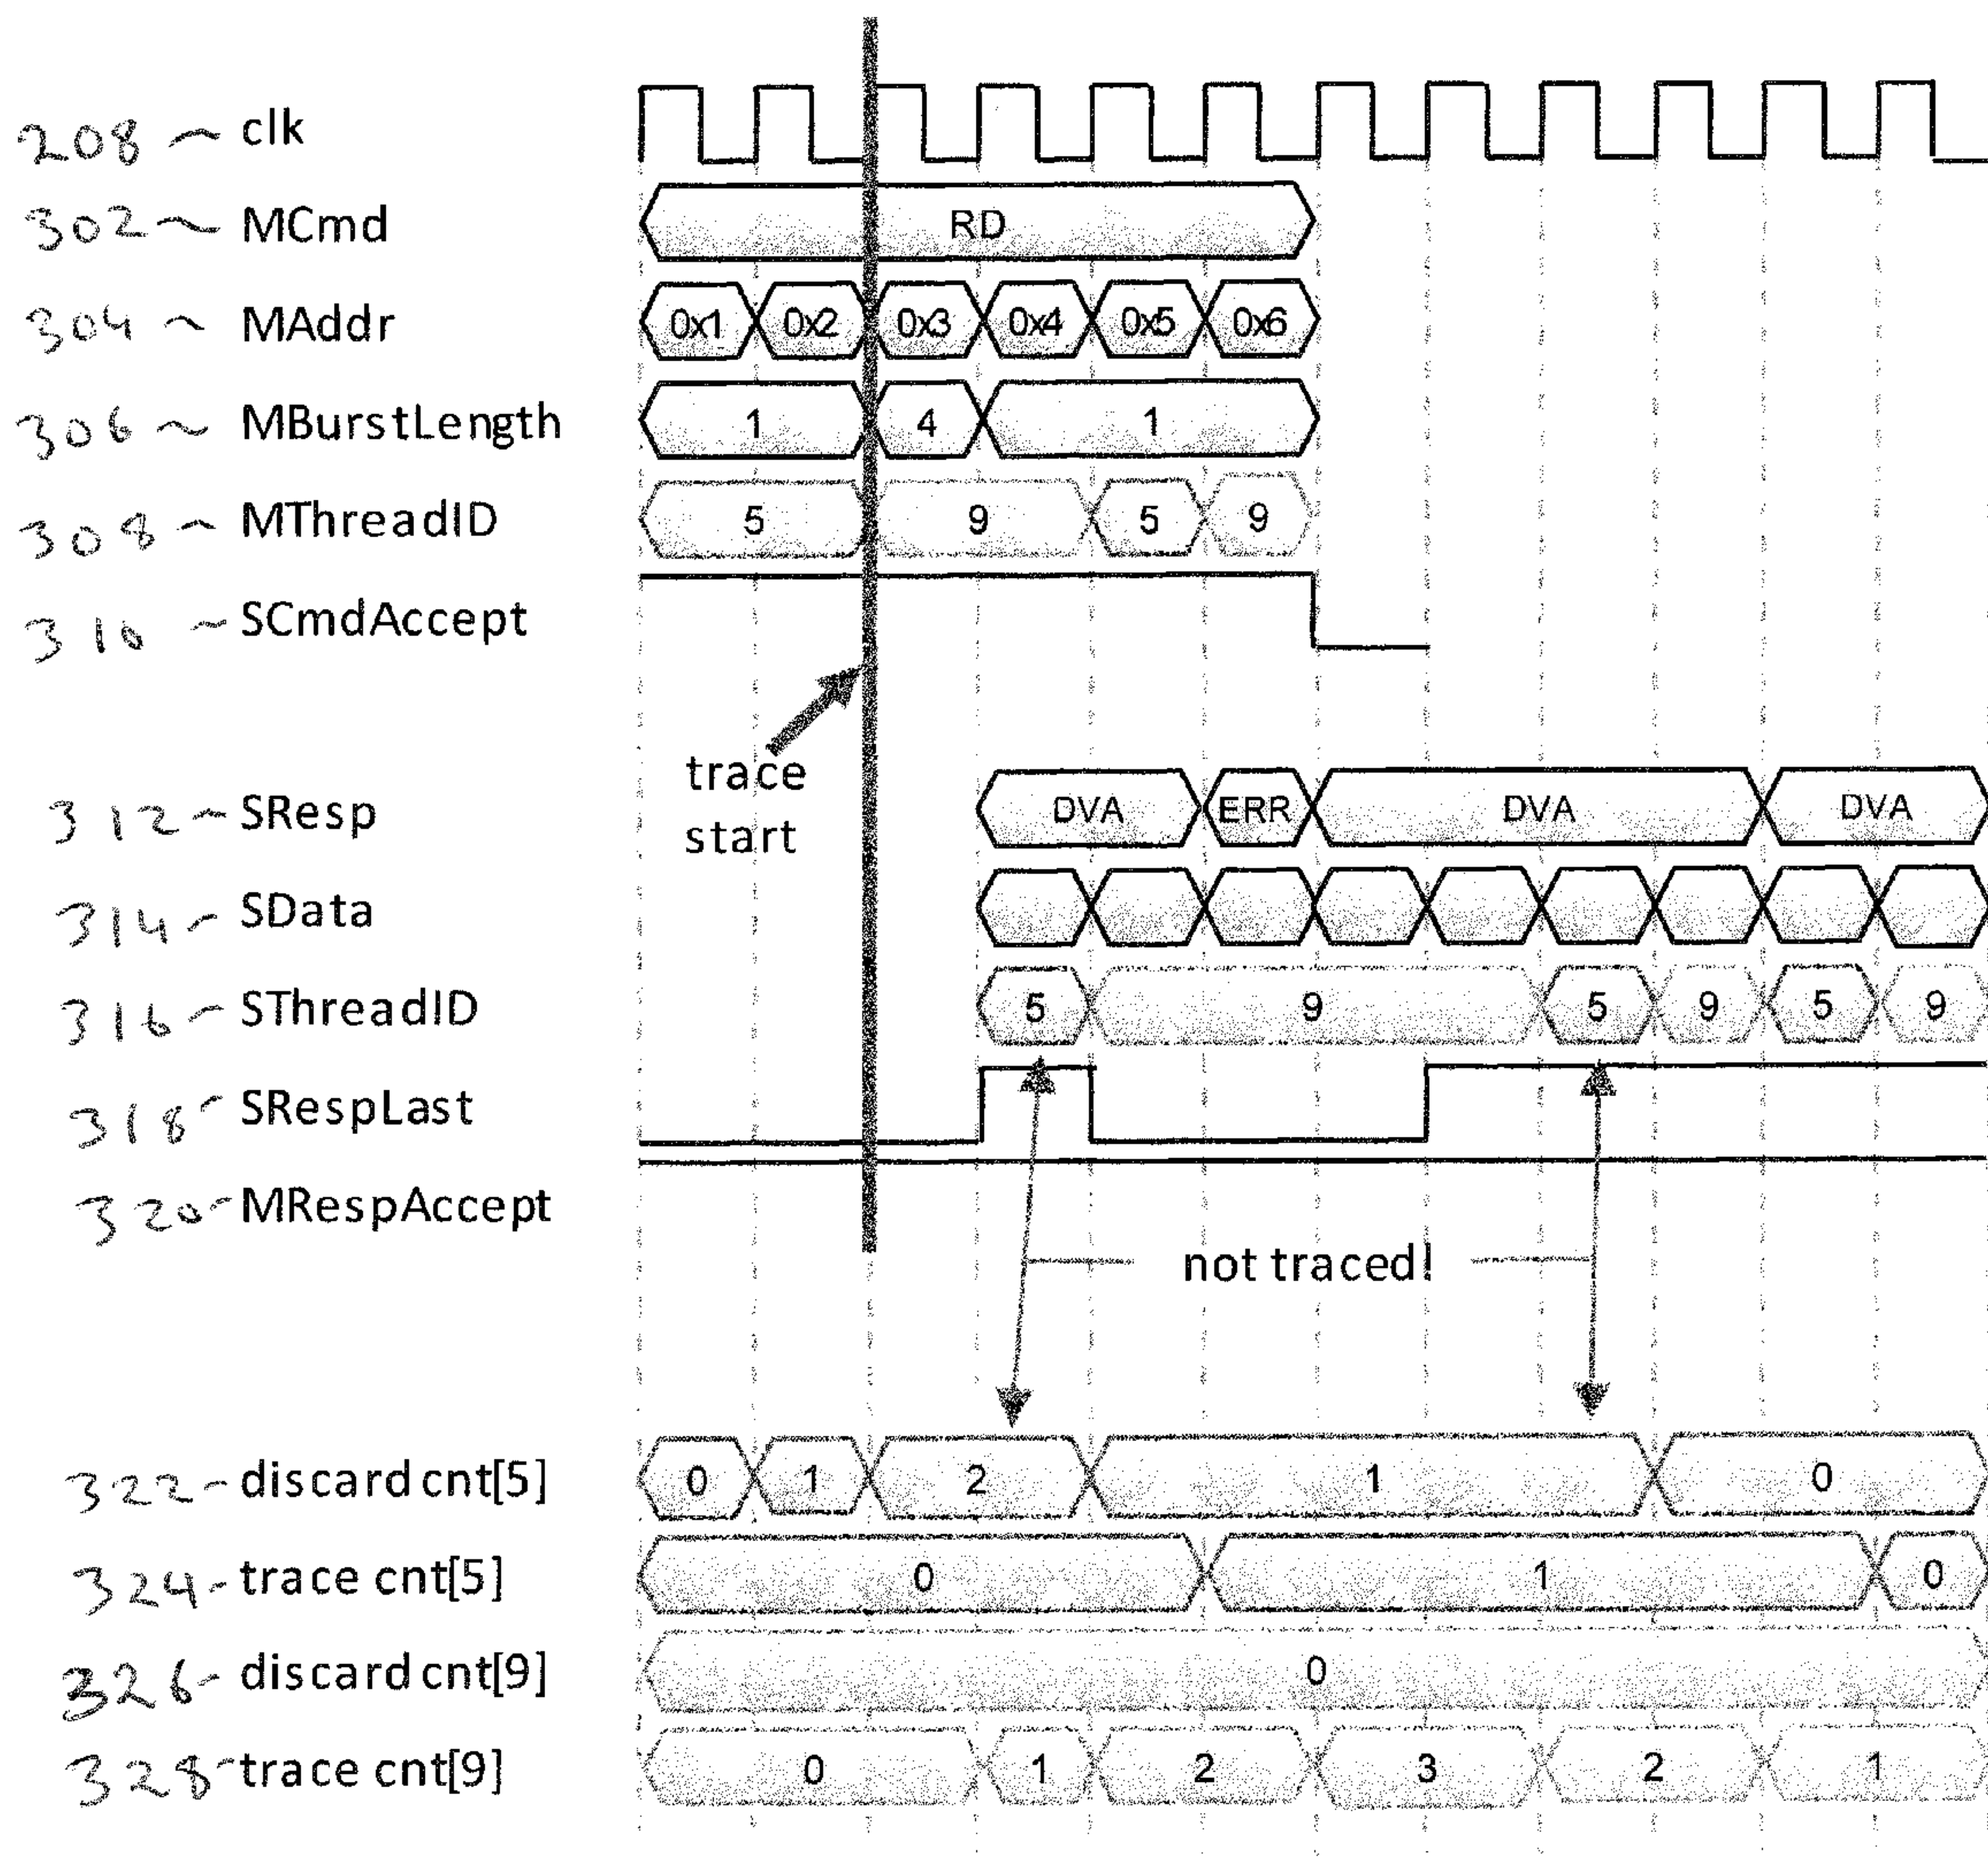 208 ~ clk
302 ~ MCmd RD
304 ~ MAddr 0x1 0x2 0x3 0x4 0x5 0x6
306 ~ MBurstLength 1 4 1
308 ~ MThreadID 5 9 5 9
310 ~ SCmdAccept
trace
start
312 ~ SResp DVA ERR DVA DVA
314 - SData
316 - SThreadID 5 9 5 9 5 9
318 - SRespLast
320 - MRespAccept
not traced!
322 - discard cnt[5] 0 1 2 1 0
324 - trace cnt[5] 0 1 0
326 - discard cnt[9] 0
328 - trace cnt[9] 0 1 2 3 2 1